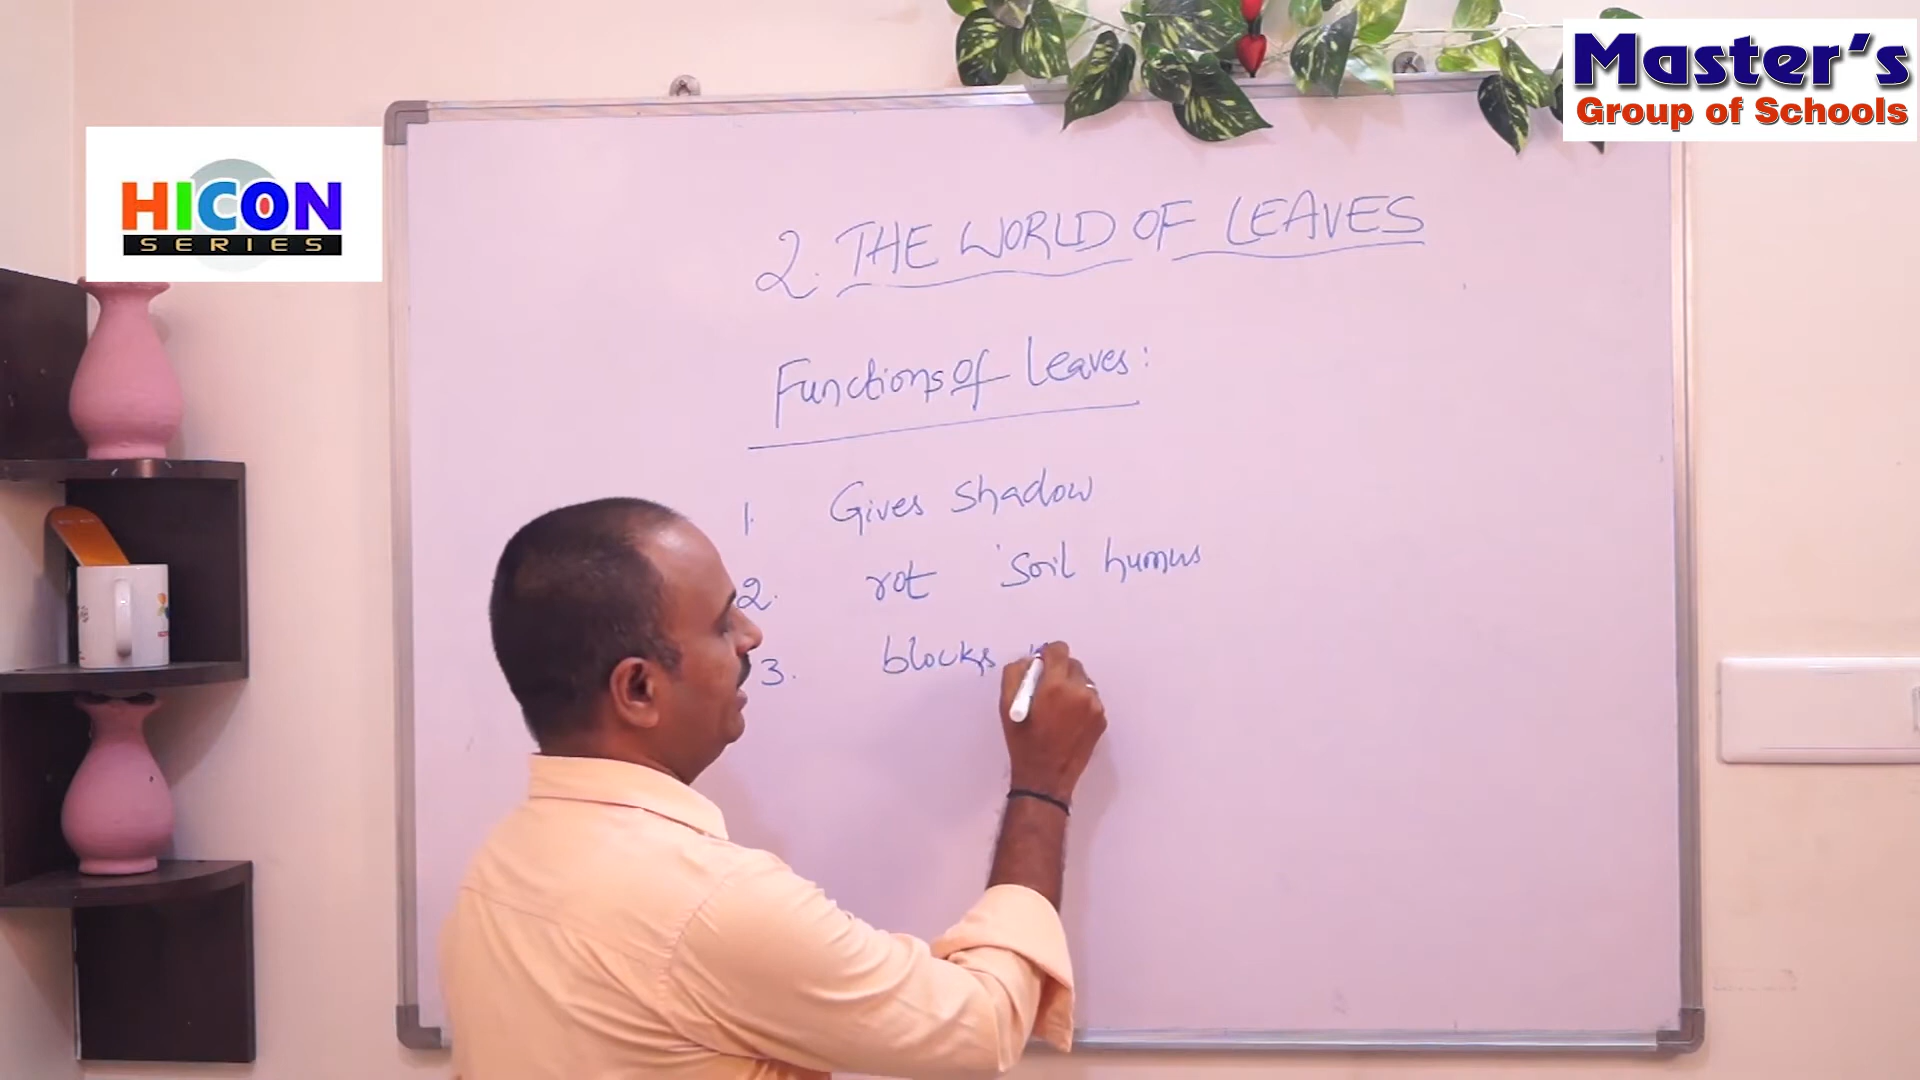 Master's
Group of Schools
HICON
SERIES
2. THE WORLD OF LEAVES
Functions of Leaves:
1. Gives Shadow
2. rot Soil humus
3. blocks